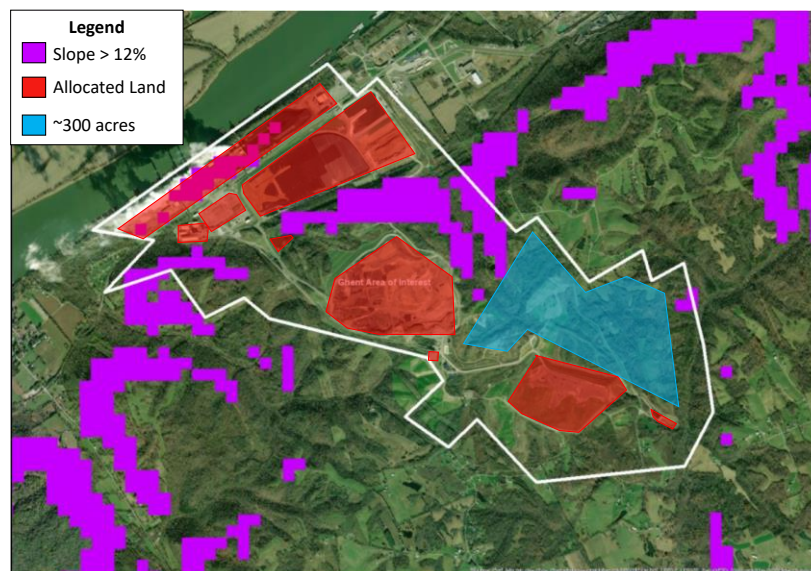 Legend
Slope > 12%
Allocated Land
~300 acres
Ghent Area of Interest